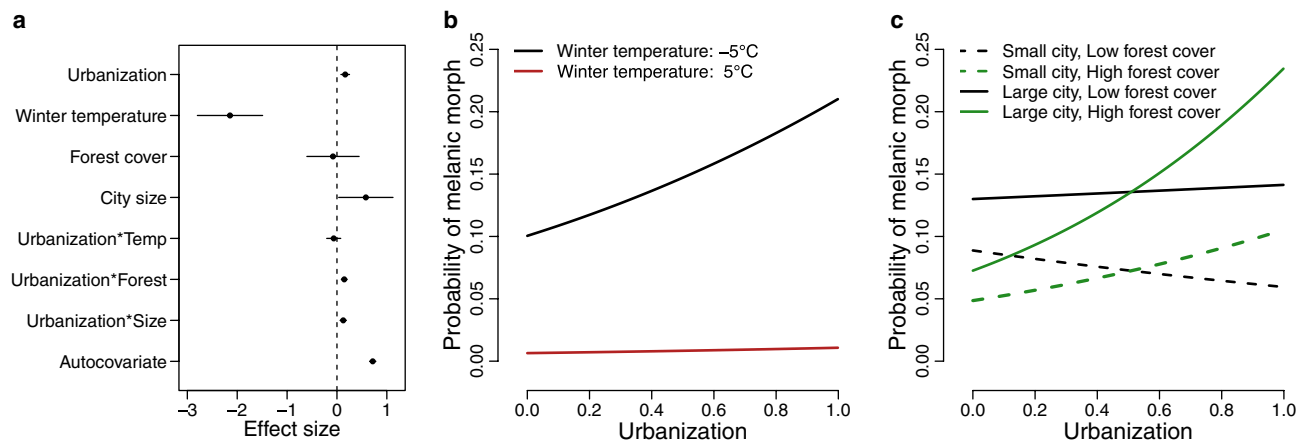 a
Urbanization
Winter temperature
Forest cover
City size
Urbanization*Temp
Urbanization*Forest
Urbanization*Size
Autocovariate
−3 −2 −1 0 1
Effect size
b
Winter temperature: −5°C
Winter temperature: 5°C
Probability of melanic morph
0.25
0.20
0.15
0.10
0.05
0.00
0.0 0.2 0.4 0.6 0.8 1.0
Urbanization
c
Small city, Low forest cover
Small city, High forest cover
Large city, Low forest cover
Large city, High forest cover
Probability of melanic morph
0.25
0.20
0.15
0.10
0.05
0.00
0.0 0.2 0.4 0.6 0.8 1.0
Urbanization